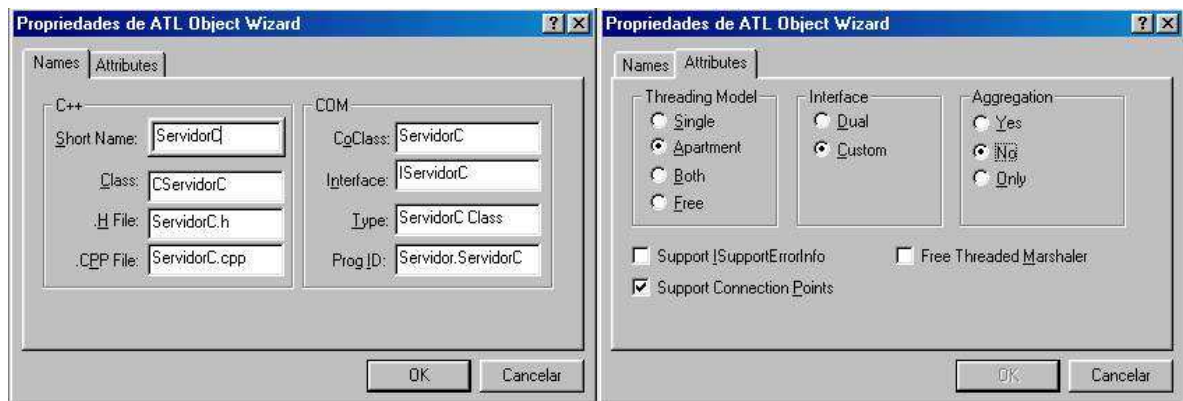 Propriedades de ATL Object Wizard
Names
Attributes
C++
Short Name: ServidorC
Class: CServidorC
.H File: ServidorC.h
.CPP File: ServidorC.cpp
COM
CoClass: ServidorC
Interface: IServidorC
Type: ServidorC Class
Prog ID: Servidor.ServidorC
OK
Cancelar
Propriedades de ATL Object Wizard
Names
Attributes
Threading Model
Single
Apartment
Both
Free
Interface
Dual
Custom
Aggregation
Yes
No
Only
Support ISupportErrorInfo
Free Threaded Marshaler
Support Connection Points
OK
Cancelar